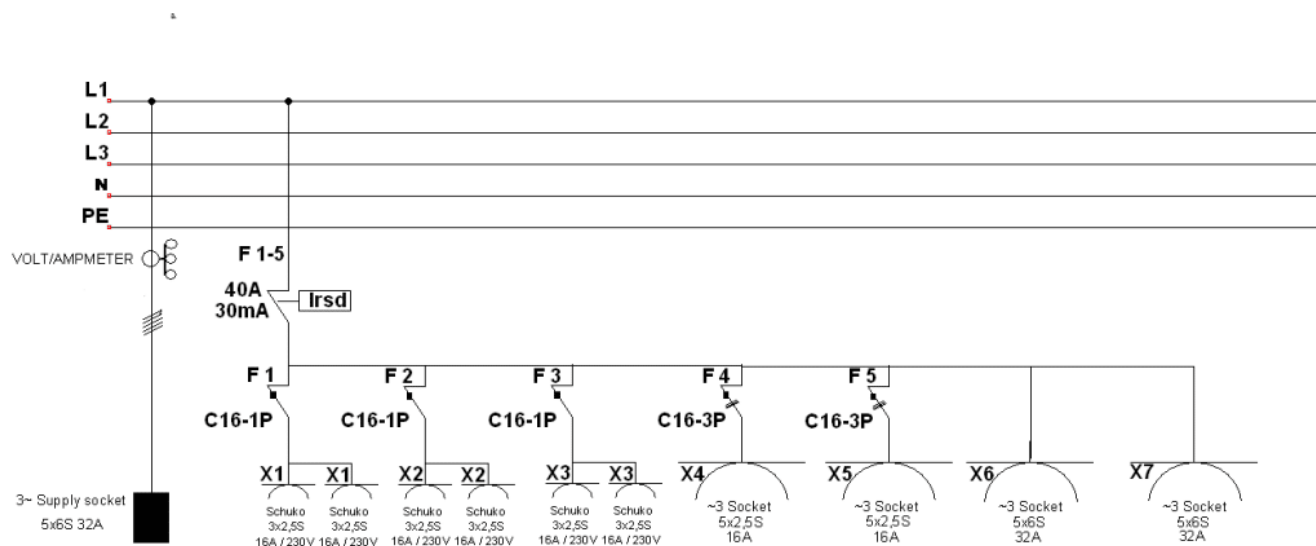 L1
L2
L3
N
PE
VOLT/AMPMETER
F 1-5
40A
30mA
Irsd
F 1
F 2
F 3
F 4
F 5
C16-1P
C16-1P
C16-1P
C16-3P
C16-3P
X1
X1
X2
X2
X3
X3
X4
X5
X6
X7
3~ Supply socket
5x6S 32A
Schuko
3x2,5S
16A / 230V
Schuko
3x2,5S
16A / 230V
Schuko
3x2,5S
16A / 230V
Schuko
3x2,5S
16A / 230V
Schuko
3x2,5S
16A / 230V
Schuko
3x2,5S
16A / 230V
~3 Socket
5x2,5S
16A
~3 Socket
5x2,5S
16A
~3 Socket
5x6S
32A
~3 Socket
5x6S
32A